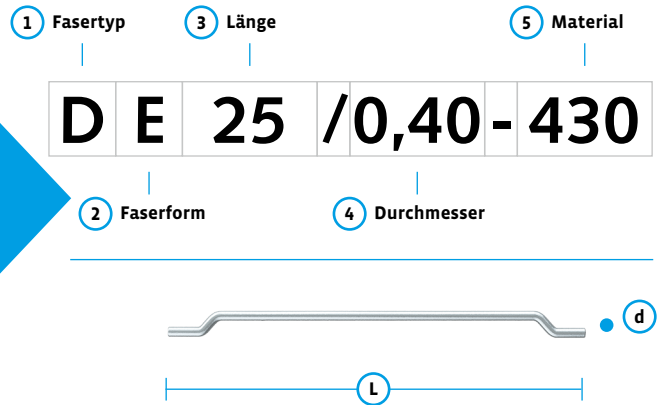 1 Fasertyp 3 Länge 5 Material
D E 25 /0,40-430
2 Faserform 4 Durchmesser
d
L